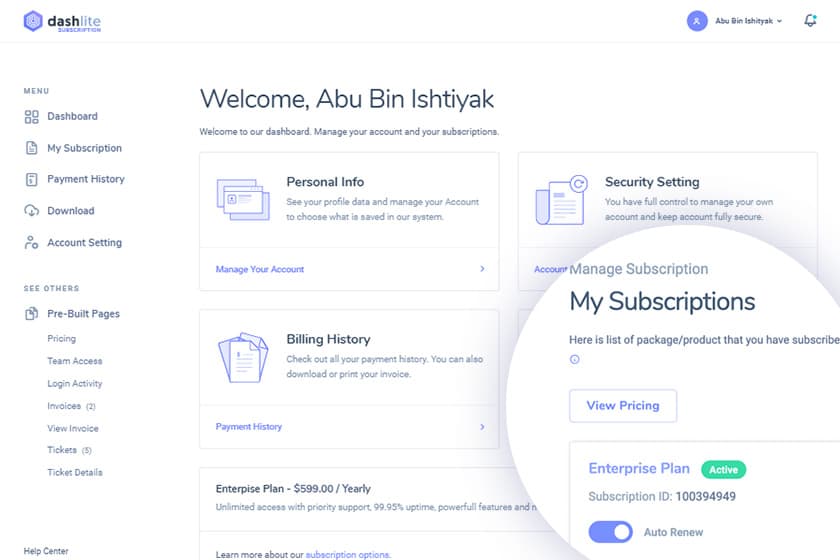 dashlite
SUBSCRIPTION
Abu Bin Ishityak
MENU
Dashboard
My Subscription
Payment History
Download
Account Setting
SEE OTHERS
Pre-Built Pages
Pricing
Team Access
Login Activity
Invoices (2)
View Invoice
Tickets (5)
Ticket Details
Help Center
Welcome, Abu Bin Ishtiyak
Welcome to our dashboard. Manage your account and your subscriptions.
Personal Info
See your profile data and manage your Account
to choose what is saved in our system.
Manage Your Account
Security Setting
You have full control to manage your own
account and keep account fully secure.
Account
Billing History
Check out all your payment history. You can also
download or print your invoice.
Payment History
Enterpise Plan - $599.00 / Yearly
Unlimited access with priority support, 99.95% uptime, powerfull features and
Learn more about our subscription options.
Manage Subscription
My Subscriptions
Here is list of package/product that you have subscribe
View Pricing
Enterprise Plan Active
Subscription ID: 100394949
Auto Renew